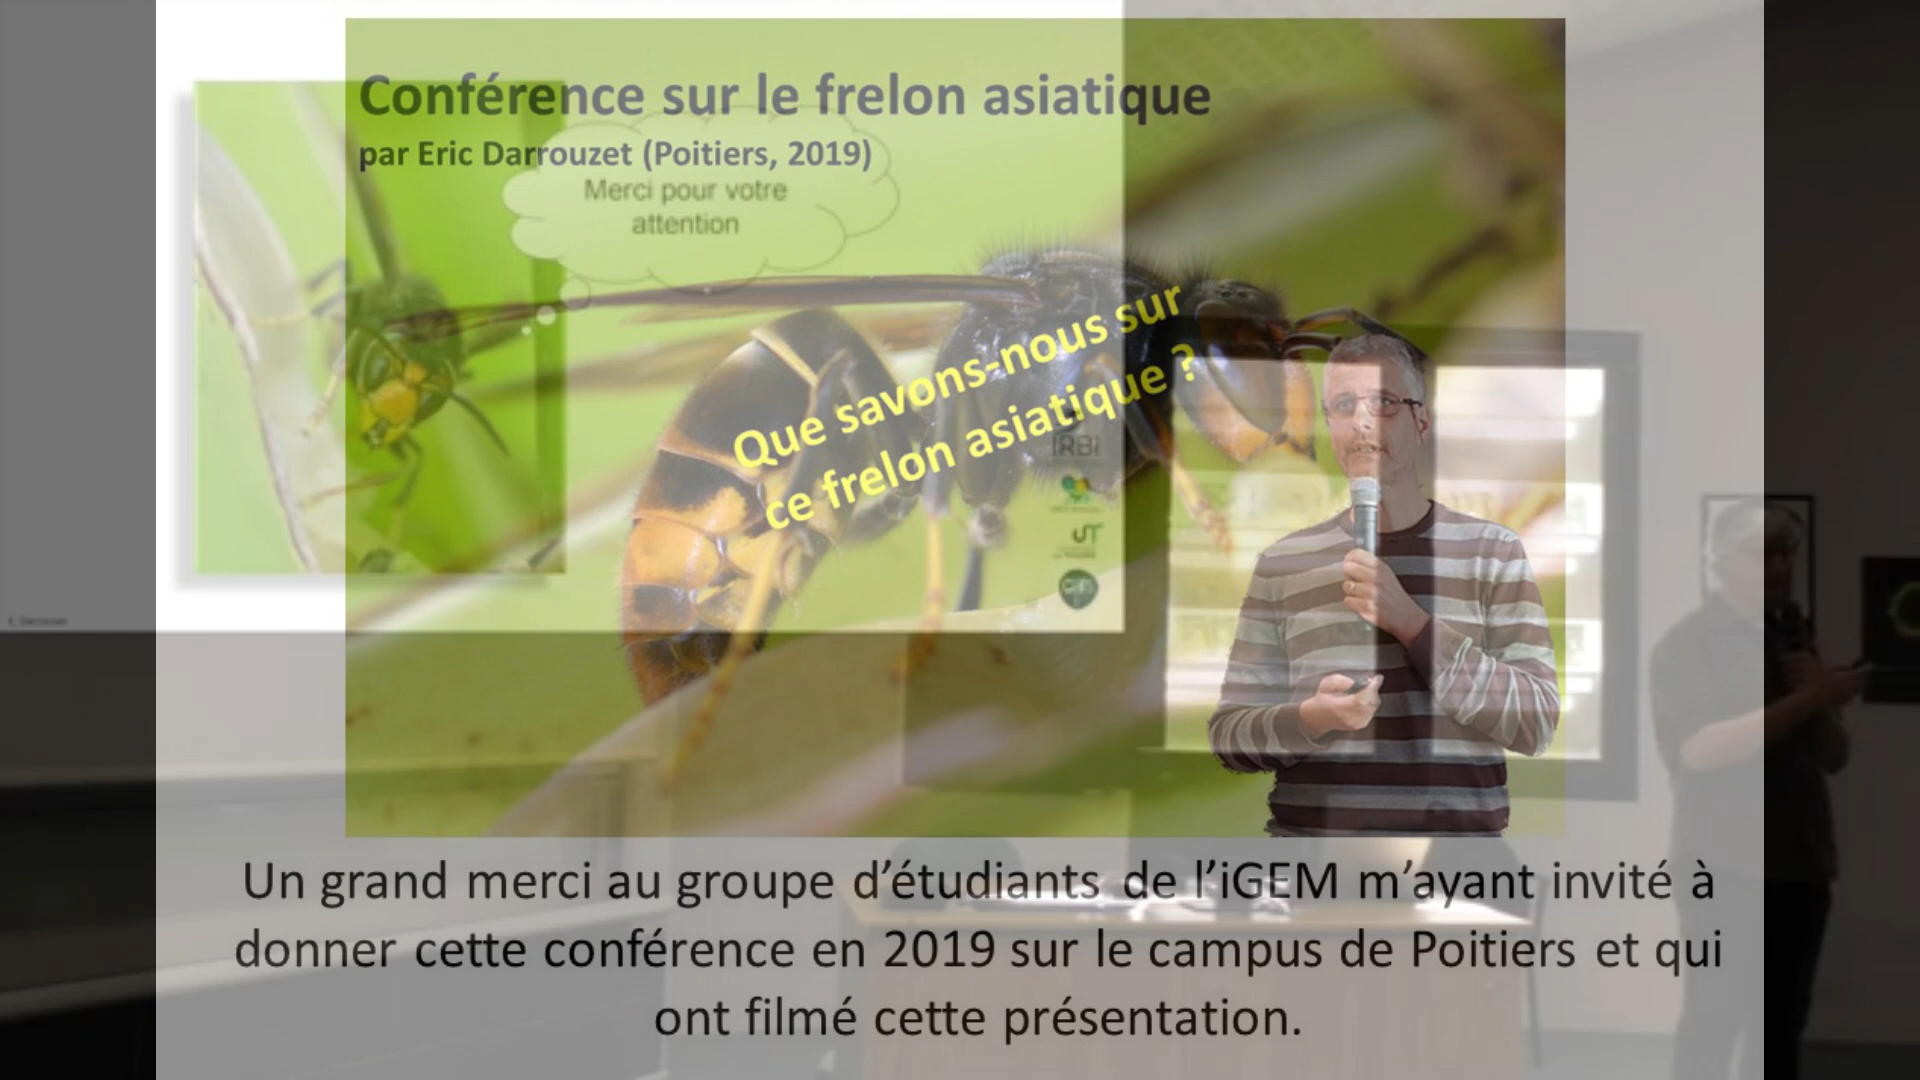 Conférence sur le frelon asiatique
par Eric Darrouzet (Poitiers, 2019)
Merci pour votre
attention
Que savons-nous sur
ce frelon asiatique ?
IRBI
E. Darrouzet
Un grand merci au groupe d’étudiants de l’iGEM m’ayant invité à
donner cette conférence en 2019 sur le campus de Poitiers et qui
ont filmé cette présentation.